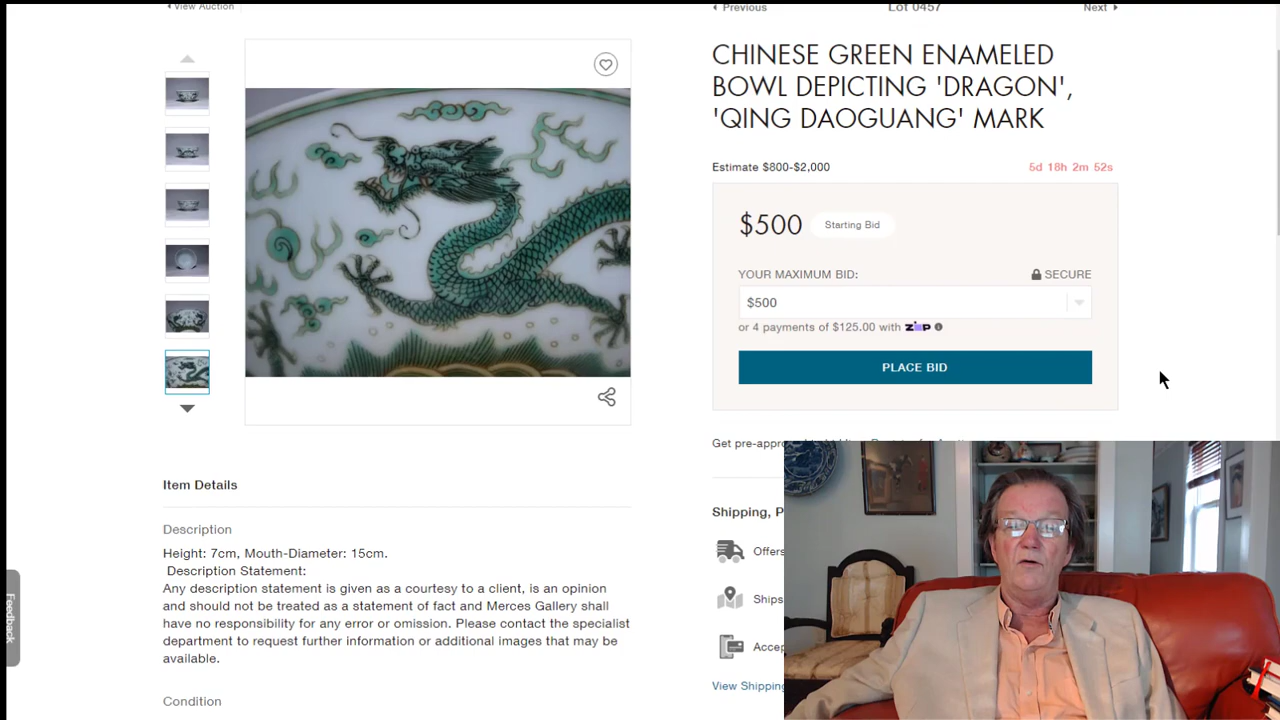 View Auction
Previous
Lot 0457
Next
CHINESE GREEN ENAMELED
BOWL DEPICTING 'DRAGON',
'QING DAOGUANG' MARK
Estimate $800-$2,000
5d 18h 2m 52s
$500
Starting Bid
YOUR MAXIMUM BID:
SECURE
$500
or 4 payments of $125.00 with ZIP
PLACE BID
Get pre-appro
Item Details
Shipping, P
Description
Offers
Height: 7cm, Mouth-Diameter: 15cm.
Description Statement:
Any description statement is given as a courtesy to a client, is an opinion
and should not be treated as a statement of fact and Merces Gallery shall
have no responsibility for any error or omission. Please contact the specialist
department to request further information or additional images that may be
available.
Ships
Accep
View Shipping
Condition
Feedback